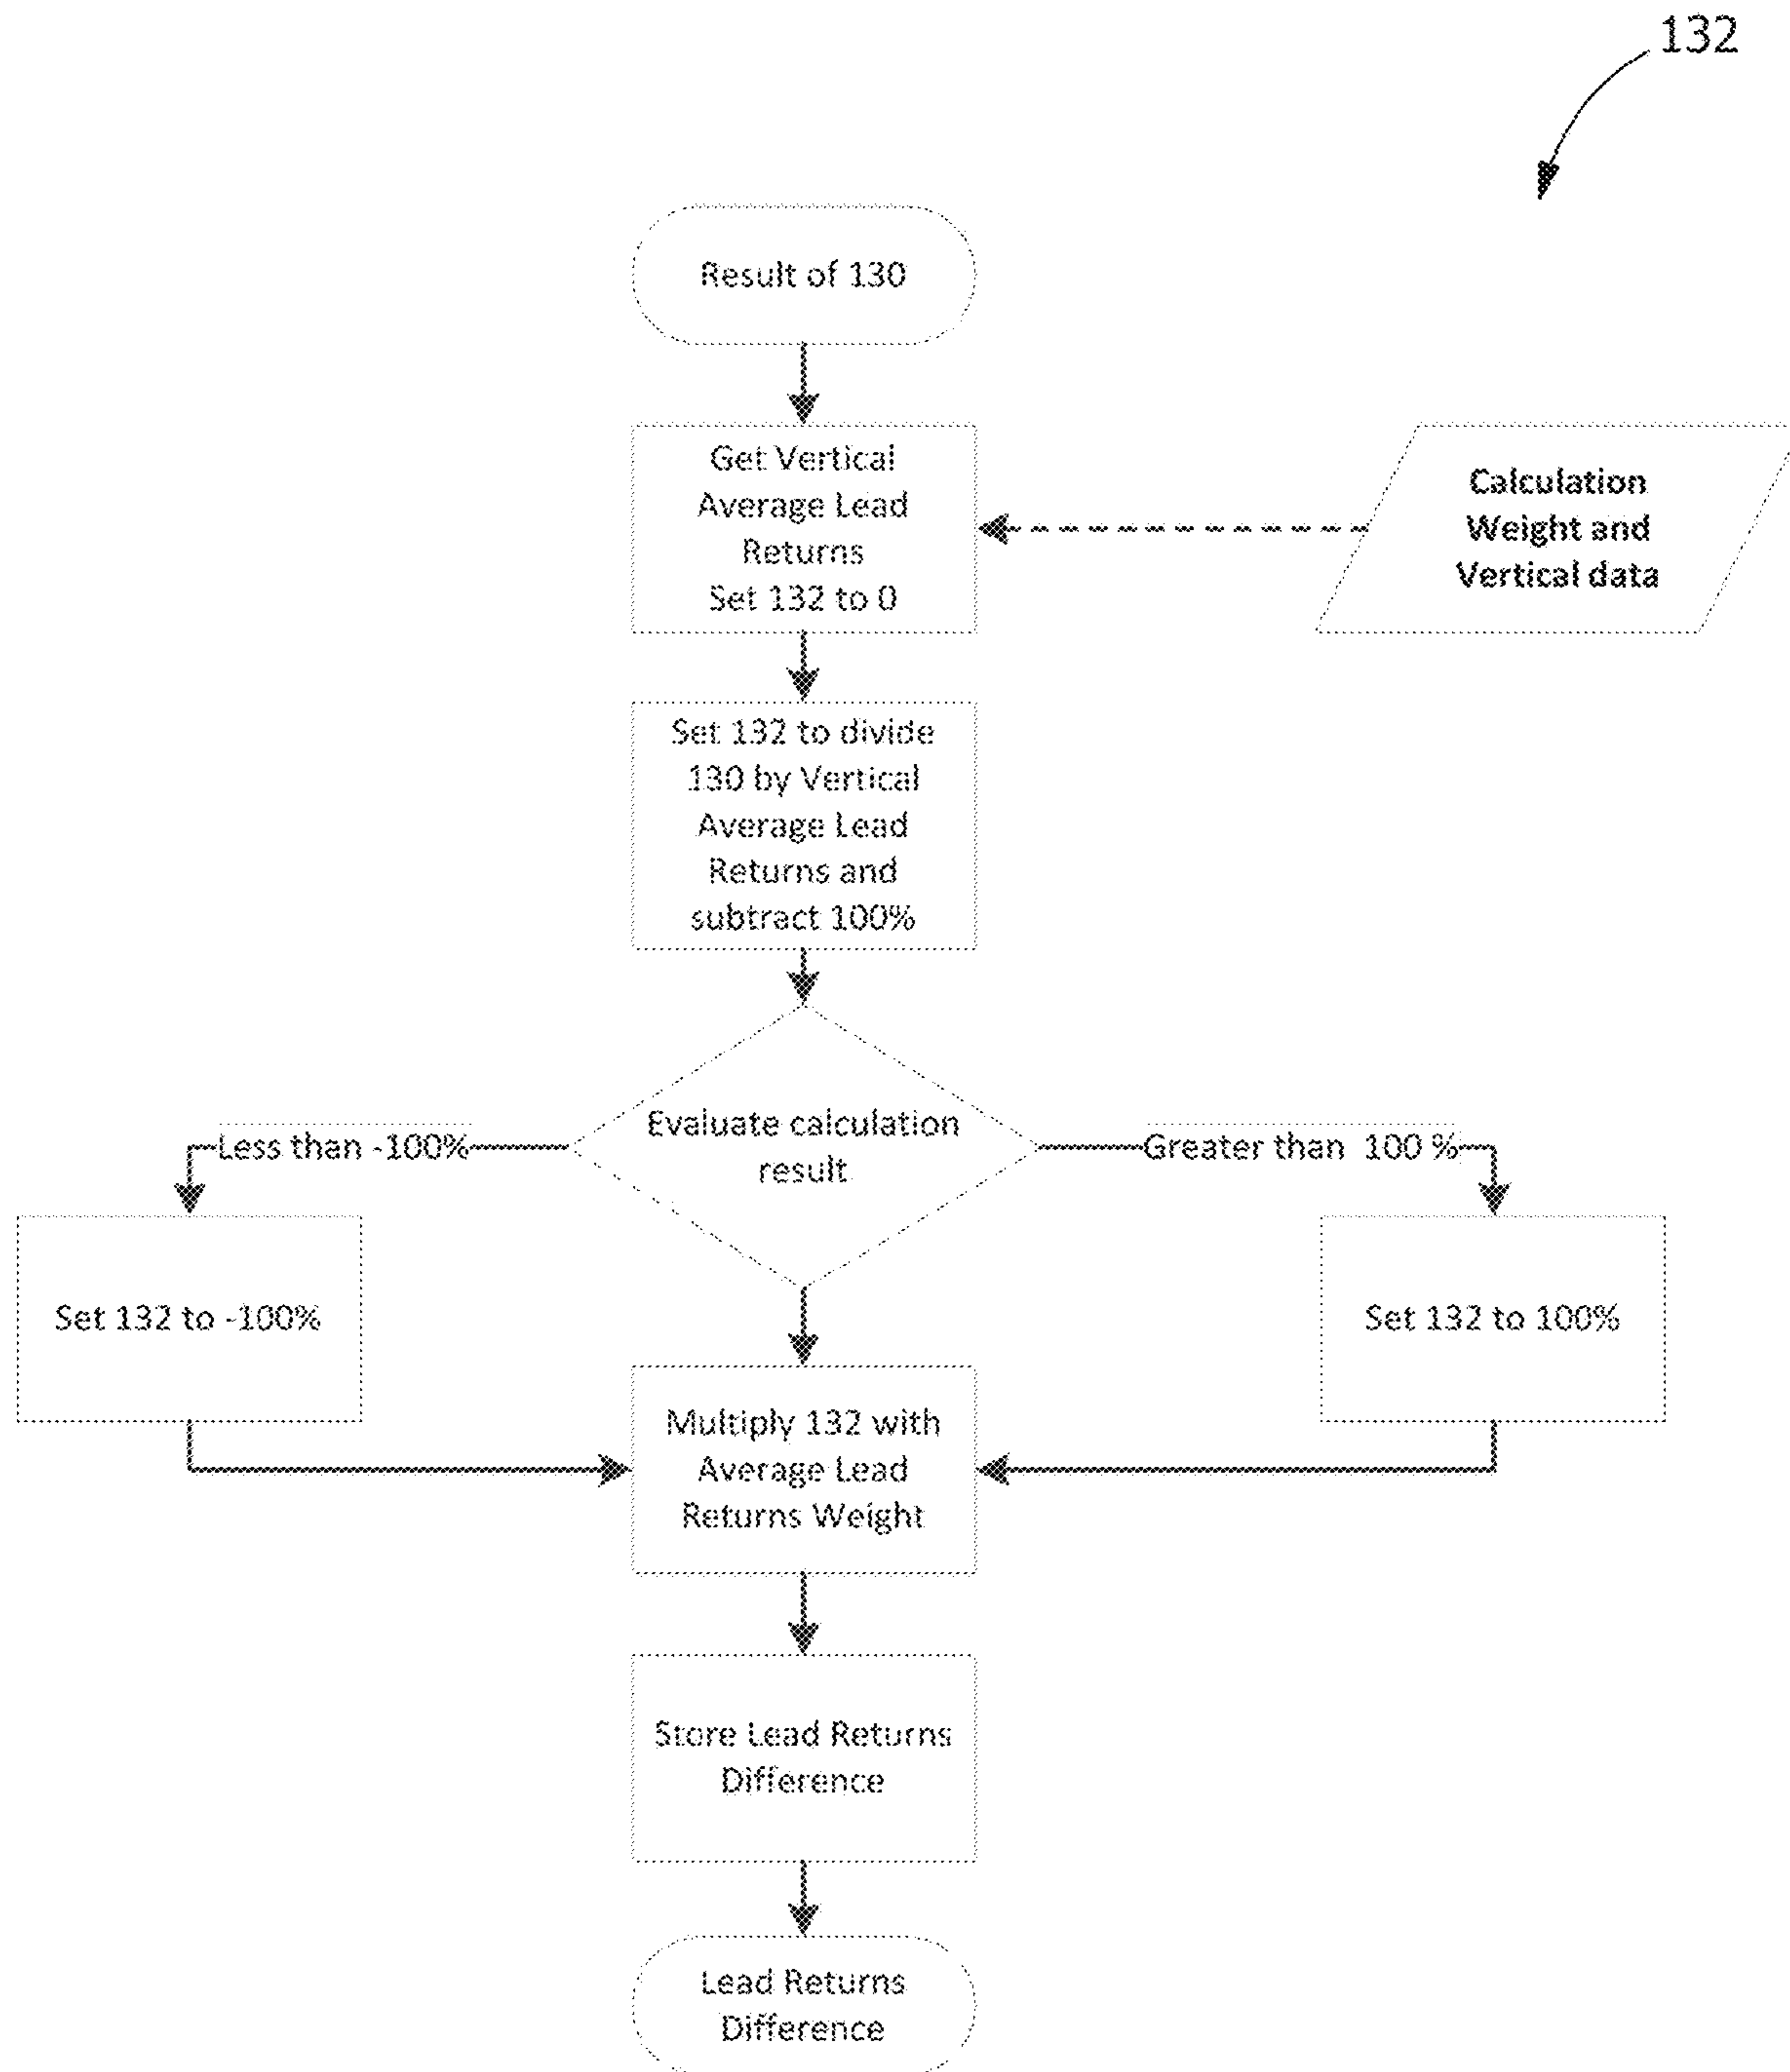 132
Result of 130
Get Vertical
Average Lead
Returns
Set 132 to 0
Calculation
Weight and
Vertical data
Set 132 to divide
130 by Vertical
Average Lead
Returns and
subtract 100%
Evaluate calculation
result
Less than -100%
Greater than  100 %
Set 132 to -100%
Set 132 to 100%
Multiply 132 with
Average Lead
Returns Weight
Store Lead Returns
Difference
Lead Returns
Difference